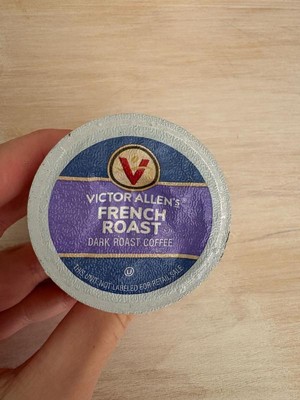 V
VICTOR ALLEN's
FRENCH
ROAST
DARK ROAST COFFEE
THIS UNIT NOT LABELED FOR RETAIL SALE
U